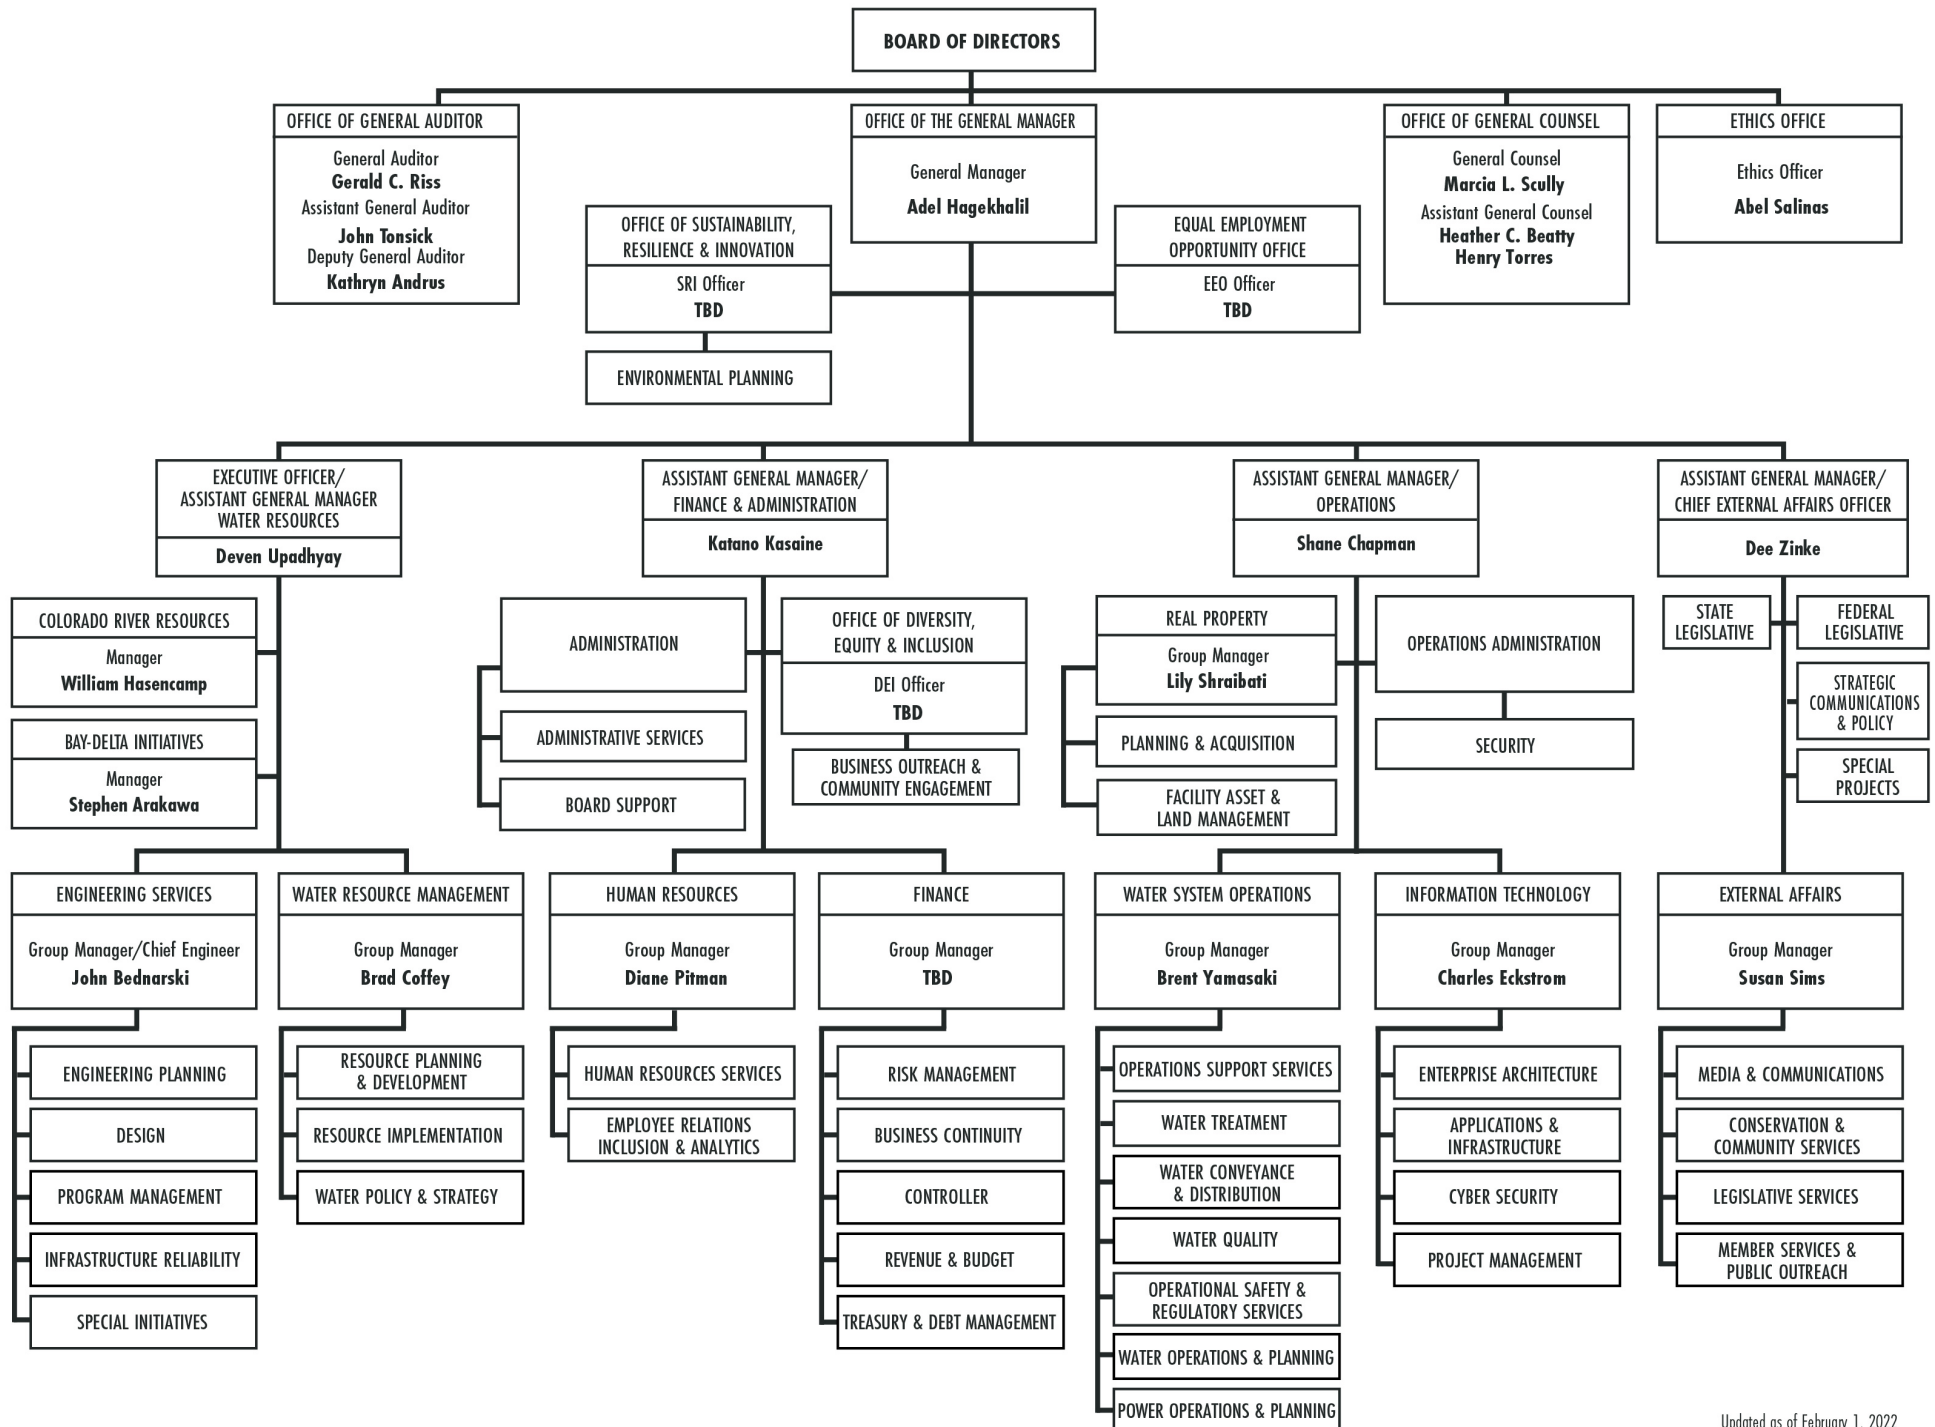 BOARD OF DIRECTORS
OFFICE OF GENERAL AUDITOR
General Auditor
Gerald C. Riss
Assistant General Auditor
John Tonsick
Deputy General Auditor
Kathryn Andrus
OFFICE OF THE GENERAL MANAGER
General Manager
Adel Hagekhalil
OFFICE OF GENERAL COUNSEL
General Counsel
Marcia L. Scully
Assistant General Counsel
Heather C. Beatty
Henry Torres
ETHICS OFFICE
Ethics Officer
Abel Salinas
OFFICE OF SUSTAINABILITY,
RESILIENCE & INNOVATION
SRI Officer
TBD
ENVIRONMENTAL PLANNING
EQUAL EMPLOYMENT
OPPORTUNITY OFFICE
EEO Officer
TBD
EXECUTIVE OFFICER/
ASSISTANT GENERAL MANAGER
WATER RESOURCES
Deven Upadhyay
ASSISTANT GENERAL MANAGER/
FINANCE & ADMINISTRATION
Katano Kasaine
ASSISTANT GENERAL MANAGER/
OPERATIONS
Shane Chapman
ASSISTANT GENERAL MANAGER/
CHIEF EXTERNAL AFFAIRS OFFICER
Dee Zinke
COLORADO RIVER RESOURCES
Manager
William Hasencamp
BAY-DELTA INITIATIVES
Manager
Stephen Arakawa
ADMINISTRATION
ADMINISTRATIVE SERVICES
BOARD SUPPORT
OFFICE OF DIVERSITY,
EQUITY & INCLUSION
DEI Officer
TBD
BUSINESS OUTREACH &
COMMUNITY ENGAGEMENT
REAL PROPERTY
Group Manager
Lily Shraibati
PLANNING & ACQUISITION
FACILITY ASSET &
LAND MANAGEMENT
OPERATIONS ADMINISTRATION
SECURITY
STATE
LEGISLATIVE
FEDERAL
LEGISLATIVE
STRATEGIC
COMMUNICATIONS
& POLICY
SPECIAL
PROJECTS
ENGINEERING SERVICES
Group Manager/Chief Engineer
John Bednarski
ENGINEERING PLANNING
DESIGN
PROGRAM MANAGEMENT
INFRASTRUCTURE RELIABILITY
SPECIAL INITIATIVES
WATER RESOURCE MANAGEMENT
Group Manager
Brad Coffey
RESOURCE PLANNING
& DEVELOPMENT
RESOURCE IMPLEMENTATION
WATER POLICY & STRATEGY
HUMAN RESOURCES
Group Manager
Diane Pitman
HUMAN RESOURCES SERVICES
EMPLOYEE RELATIONS
INCLUSION & ANALYTICS
FINANCE
Group Manager
TBD
RISK MANAGEMENT
BUSINESS CONTINUITY
CONTROLLER
REVENUE & BUDGET
TREASURY & DEBT MANAGEMENT
WATER SYSTEM OPERATIONS
Group Manager
Brent Yamasaki
OPERATIONS SUPPORT SERVICES
WATER TREATMENT
WATER CONVEYANCE
& DISTRIBUTION
WATER QUALITY
OPERATIONAL SAFETY &
REGULATORY SERVICES
WATER OPERATIONS & PLANNING
POWER OPERATIONS & PLANNING
INFORMATION TECHNOLOGY
Group Manager
Charles Eckstrom
ENTERPRISE ARCHITECTURE
APPLICATIONS &
INFRASTRUCTURE
CYBER SECURITY
PROJECT MANAGEMENT
EXTERNAL AFFAIRS
Group Manager
Susan Sims
MEDIA & COMMUNICATIONS
CONSERVATION &
COMMUNITY SERVICES
LEGISLATIVE SERVICES
MEMBER SERVICES &
PUBLIC OUTREACH
Updated as of February 1, 2022